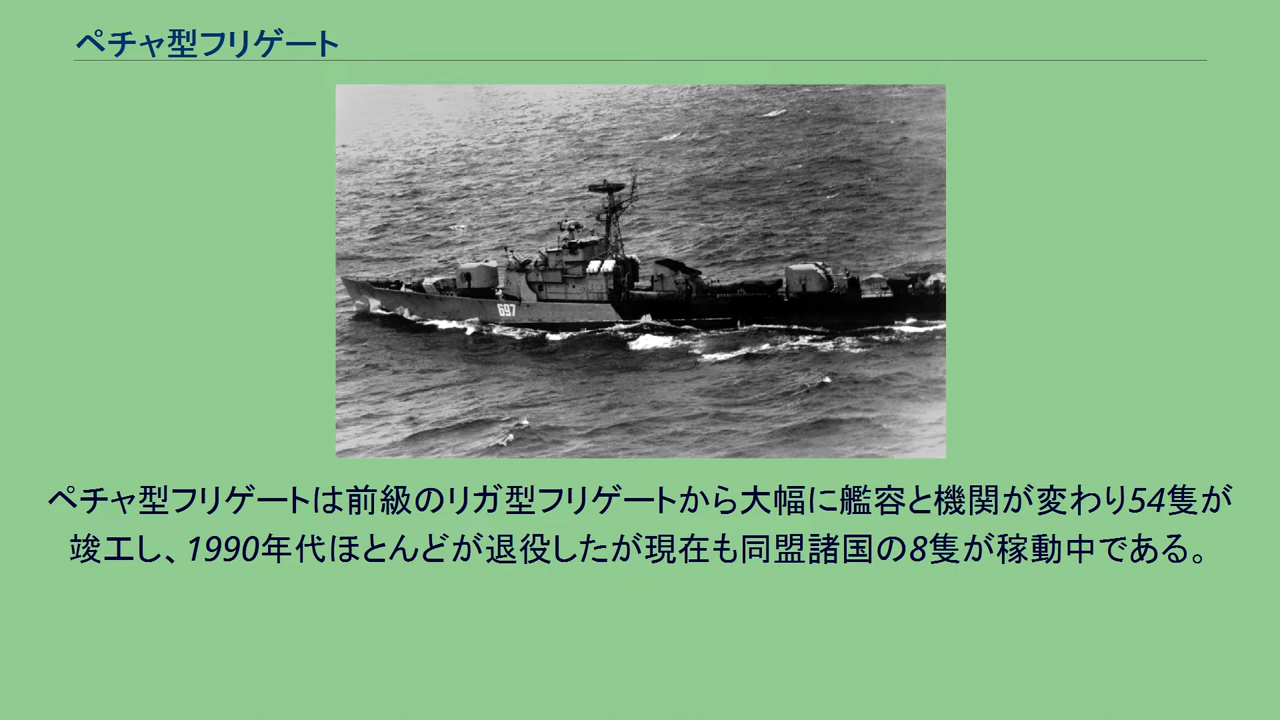 ペチャ型フリゲート
697
ペチャ型フリゲートは前級のリガ型フリゲートから大幅に艦容と機関が変わり54隻が
竣工し、1990年代ほとんどが退役したが現在も同盟諸国の8隻が稼動中である。